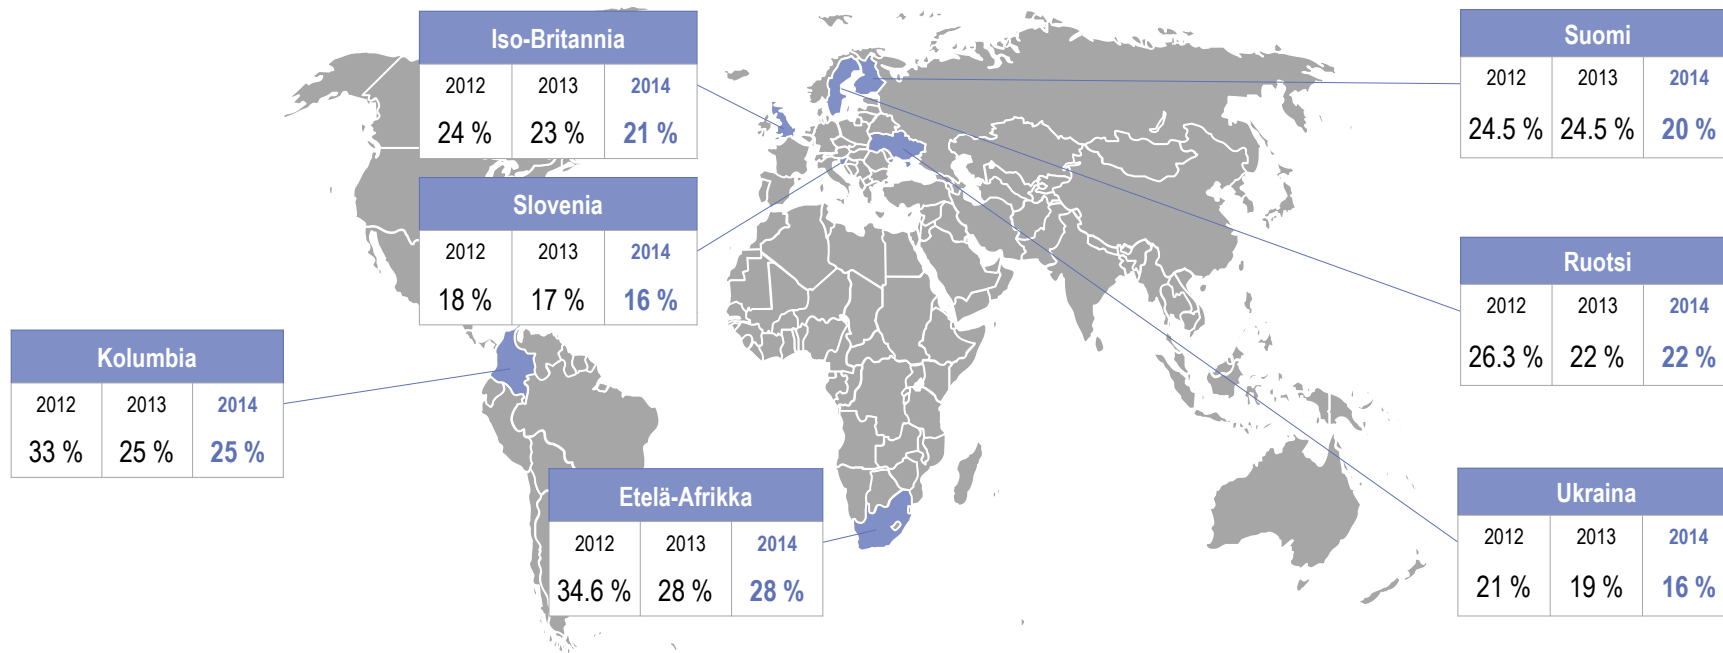 Iso-Britannia
2012 2013 2014
24 % 23 % 21 %
Suomi
2012 2013 2014
24.5 % 24.5 % 20 %
Slovenia
2012 2013 2014
18 % 17 % 16 %
Ruotsi
2012 2013 2014
26.3 % 22 % 22 %
Kolumbia
2012 2013 2014
33 % 25 % 25 %
Etelä-Afrikka
2012 2013 2014
34.6 % 28 % 28 %
Ukraina
2012 2013 2014
21 % 19 % 16 %